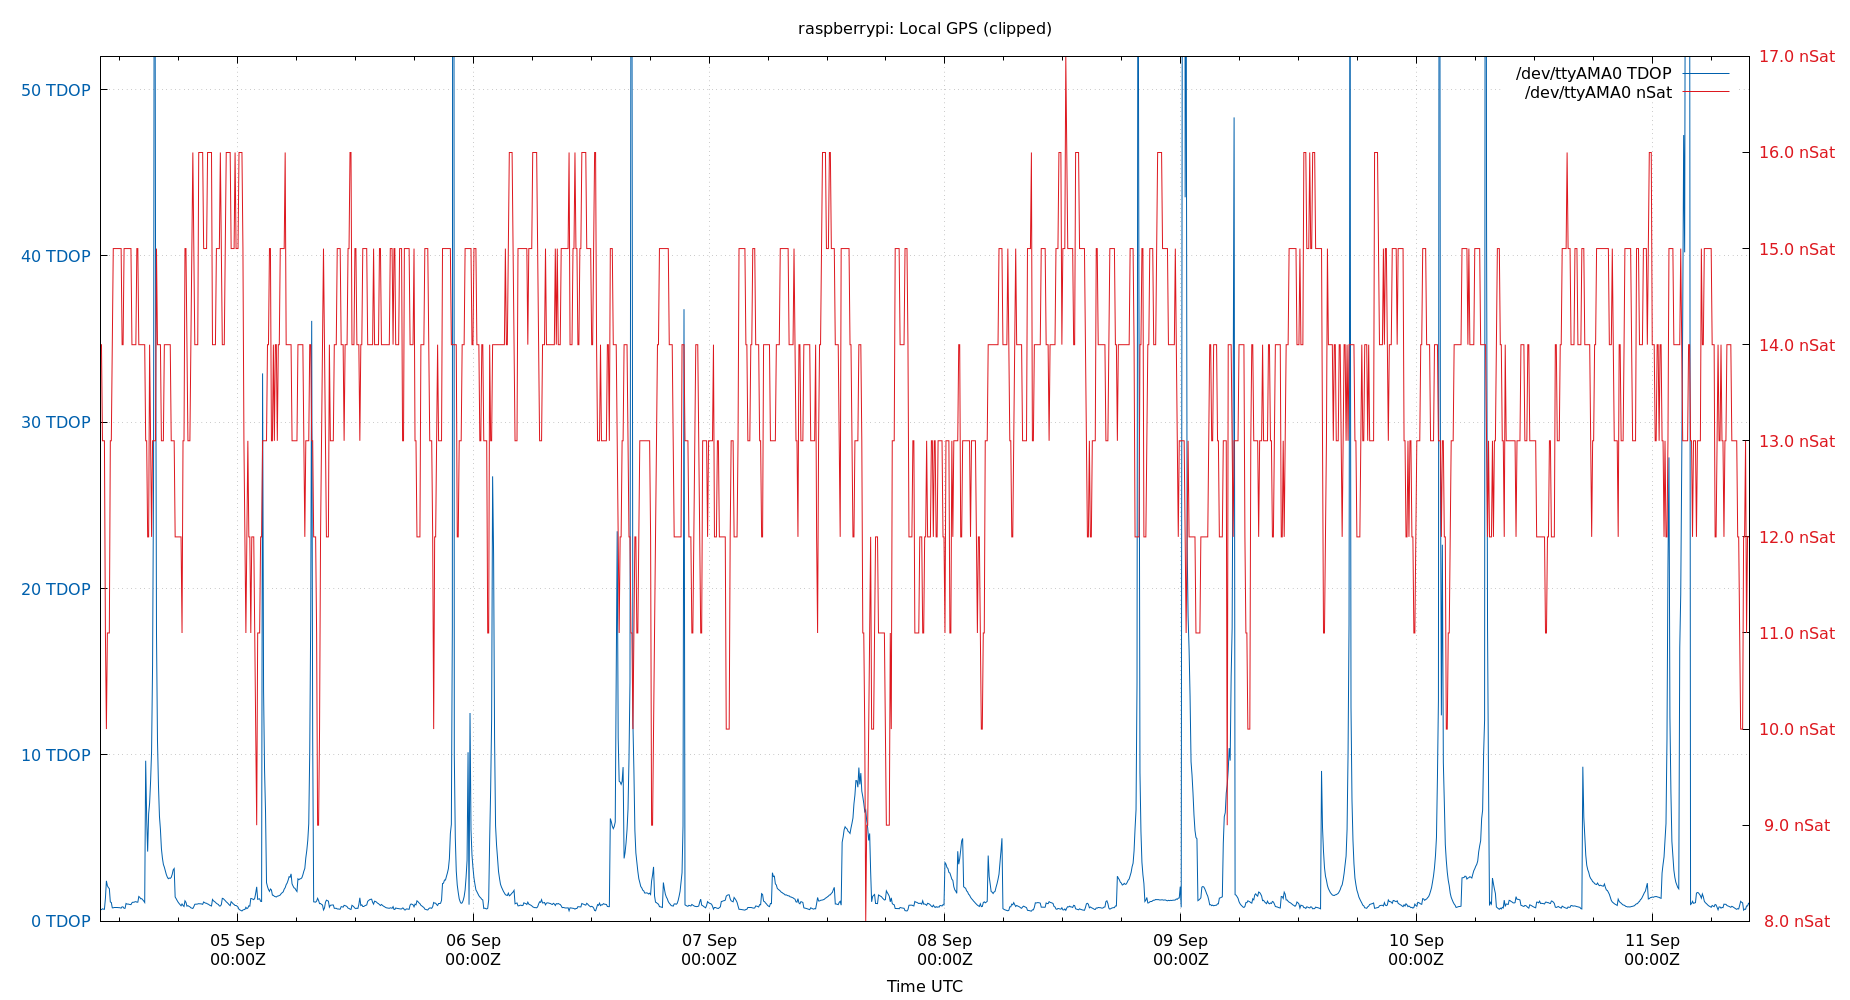 raspberrypi: Local GPS (clipped)
/dev/ttyAMA0 TDOP
/dev/ttyAMA0 nSat
50 TDOP
40 TDOP
30 TDOP
20 TDOP
10 TDOP
0 TDOP
17.0 nSat
16.0 nSat
15.0 nSat
14.0 nSat
13.0 nSat
12.0 nSat
11.0 nSat
10.0 nSat
9.0 nSat
8.0 nSat
05 Sep
00:00Z
06 Sep
00:00Z
07 Sep
00:00Z
08 Sep
00:00Z
09 Sep
00:00Z
10 Sep
00:00Z
11 Sep
00:00Z
Time UTC